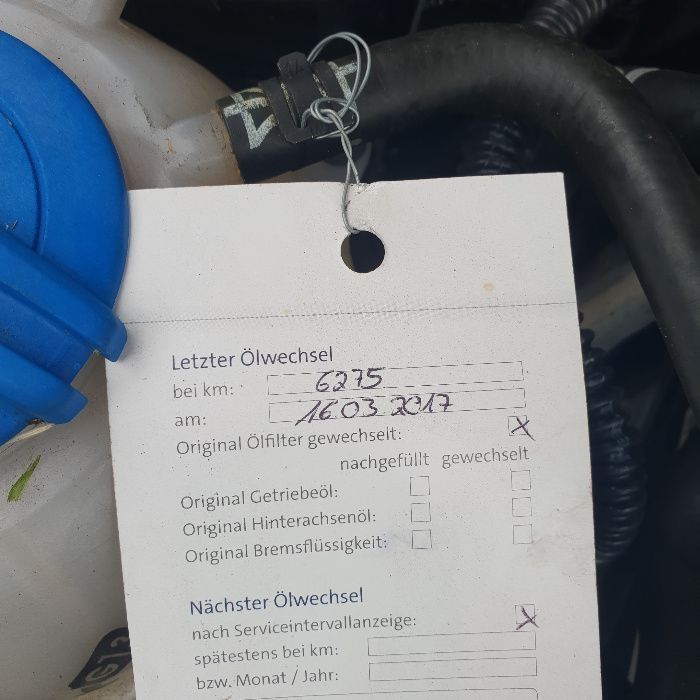 Letzter Ölwechsel
bei km: 6275
am: 16 03 2017
Original Ölfilter gewechselt: X
nachgefüllt gewechselt
Original Getriebeöl:
Original Hinterachsenöl:
Original Bremsflüssigkeit:
Nächster Ölwechsel
nach Serviceintervallanzeige: X
spätestens bei km:
bzw. Monat / Jahr: